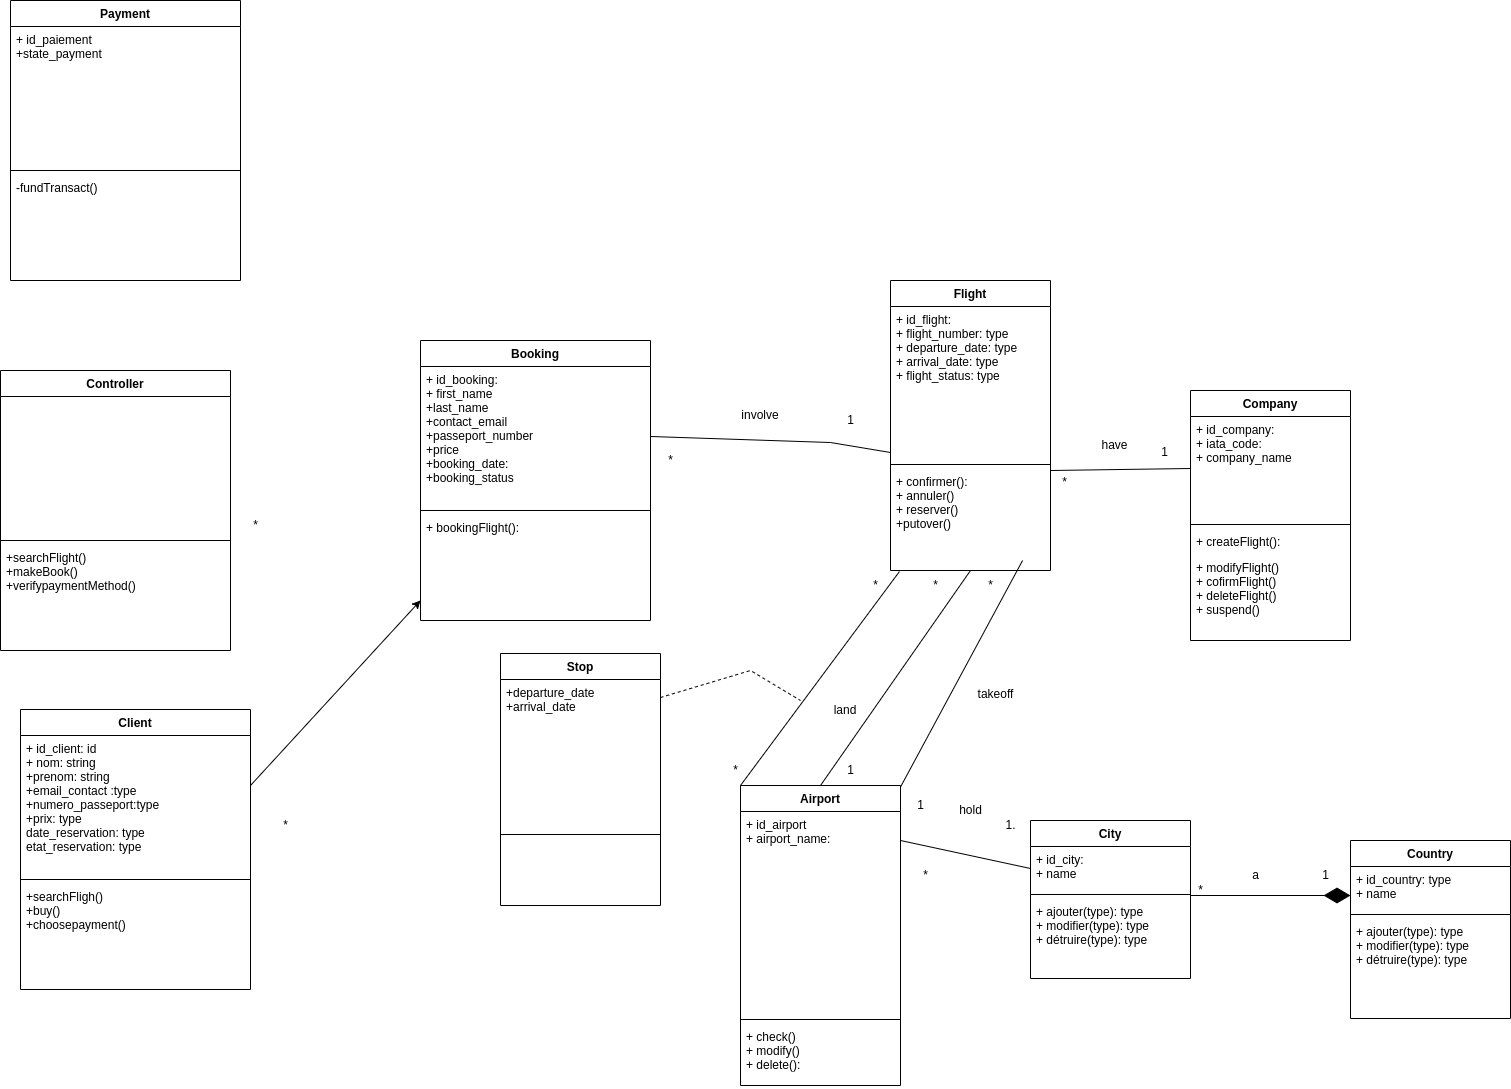 Payment
+ id_paiement
+state_payment
-fundTransact()
Controller
+searchFlight()
+makeBook()
+verifypaymentMethod()
*
Client
+ id_client: id
+ nom: string
+prenom: string
+email_contact :type
+numero_passeport:type
+prix: type
date_reservation: type
etat_reservation: type
+searchFligh()
+buy()
+choosepayment()
*
Booking
+ id_booking:
+ first_name
+last_name
+contact_email
+passeport_number
+price
+booking_date:
+booking_status
+ bookingFlight():
involve
1
*
Flight
+ id_flight:
+ flight_number: type
+ departure_date: type
+ arrival_date: type
+ flight_status: type
+ confirmer():
+ annuler()
+ reserver()
+putover()
have
1
*
Company
+ id_company:
+ iata_code:
+ company_name
+ createFlight():
+ modifyFlight()
+ cofirmFlight()
+ deleteFlight()
+ suspend()
*
*
*
Stop
+departure_date
+arrival_date
land
takeoff
*
1
Airport
+ id_airport
+ airport_name:
+ check()
+ modify()
+ delete():
1
hold
1.
*
City
+ id_city:
+ name
+ ajouter(type): type
+ modifier(type): type
+ détruire(type): type
*
a
1
Country
+ id_country: type
+ name
+ ajouter(type): type
+ modifier(type): type
+ détruire(type): type